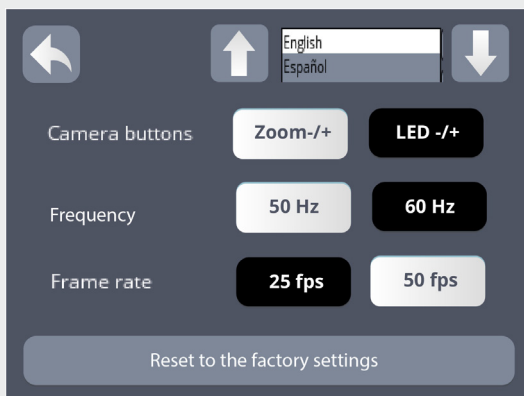 English
Español
Camera buttons Zoom-/+ LED -/+
Frequency 50 Hz 60 Hz
Frame rate 25 fps 50 fps
Reset to the factory settings